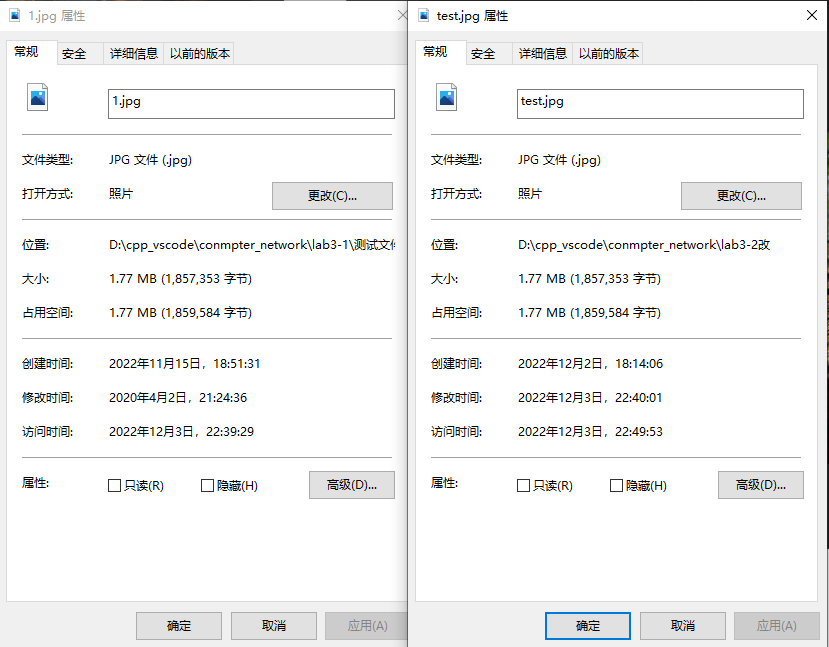 1.jpg 属性
常规 安全 详细信息 以前的版本
1.jpg
文件类型: JPG 文件 (.jpg)
打开方式: 照片 更改(C)...
位置: D:\cpp_vscode\conmpter_network\lab3-1\测试文件
大小: 1.77 MB (1,857,353 字节)
占用空间: 1.77 MB (1,859,584 字节)
创建时间: 2022年11月15日，18:51:31
修改时间: 2020年4月2日，21:24:36
访问时间: 2022年12月3日，22:39:29
属性: 只读(R) 隐藏(H) 高级(D)...
确定 取消 应用(A)
test.jpg 属性
常规 安全 详细信息 以前的版本
test.jpg
文件类型: JPG 文件 (.jpg)
打开方式: 照片 更改(C)...
位置: D:\cpp_vscode\conmpter_network\lab3-2改
大小: 1.77 MB (1,857,353 字节)
占用空间: 1.77 MB (1,859,584 字节)
创建时间: 2022年12月2日，18:14:06
修改时间: 2022年12月3日，22:40:01
访问时间: 2022年12月3日，22:49:53
属性: 只读(R) 隐藏(H) 高级(D)...
确定 取消 应用(A)